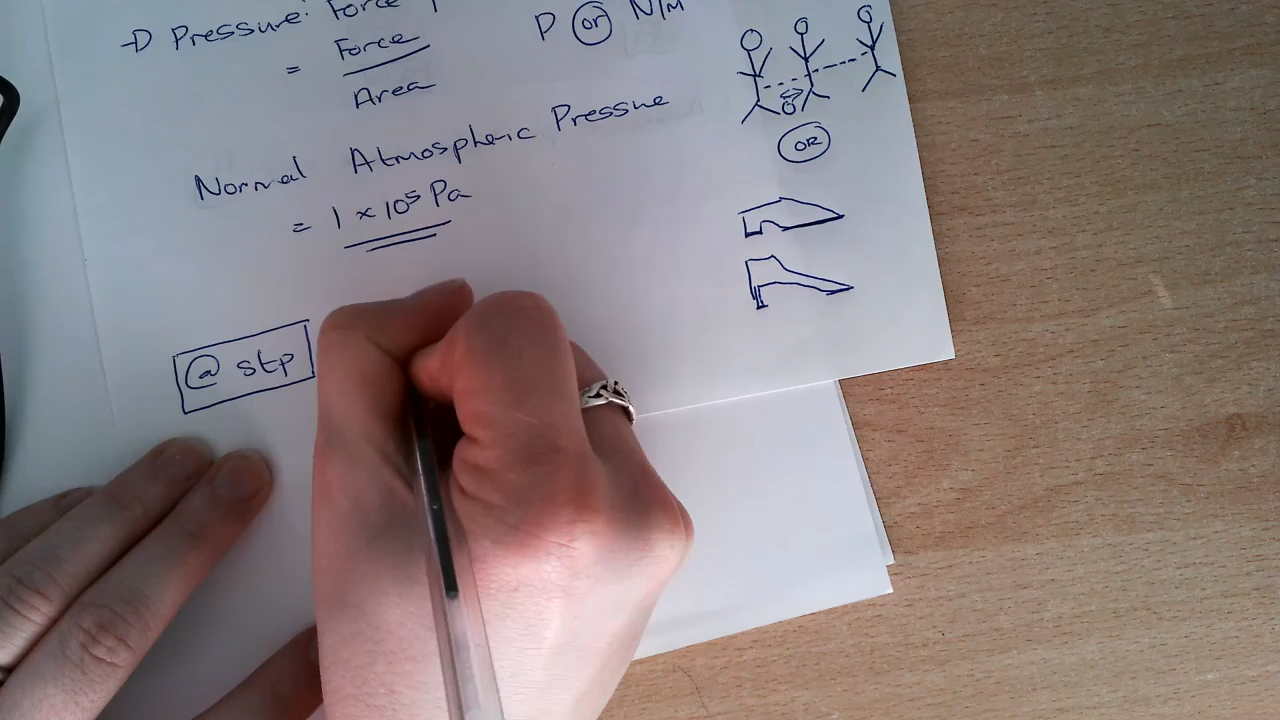 Pressure: Force
= Force
Area
P or N/M
Normal Atmospheric Pressure
= 1 × 10⁵ Pa
OR
@ stp